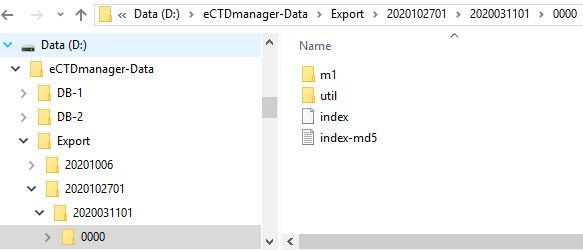 « Data (D:) > eCTDmanager-Data > Export > 2020102701 > 2020031101 > 0000
Data (D:)
eCTDmanager-Data
DB-1
DB-2
Export
20201006
2020102701
2020031101
0000
Name
m1
util
index
index-md5